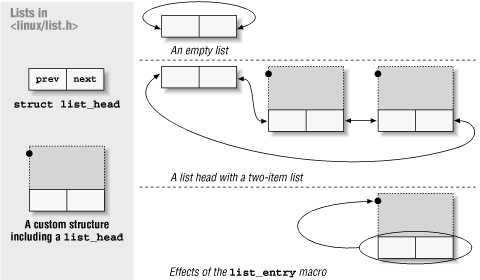 Lists in
<linux/list.h>
prev next
struct list_head
A custom structure
including a list_head
An empty list
A list head with a two-item list
Effects of the list_entry macro